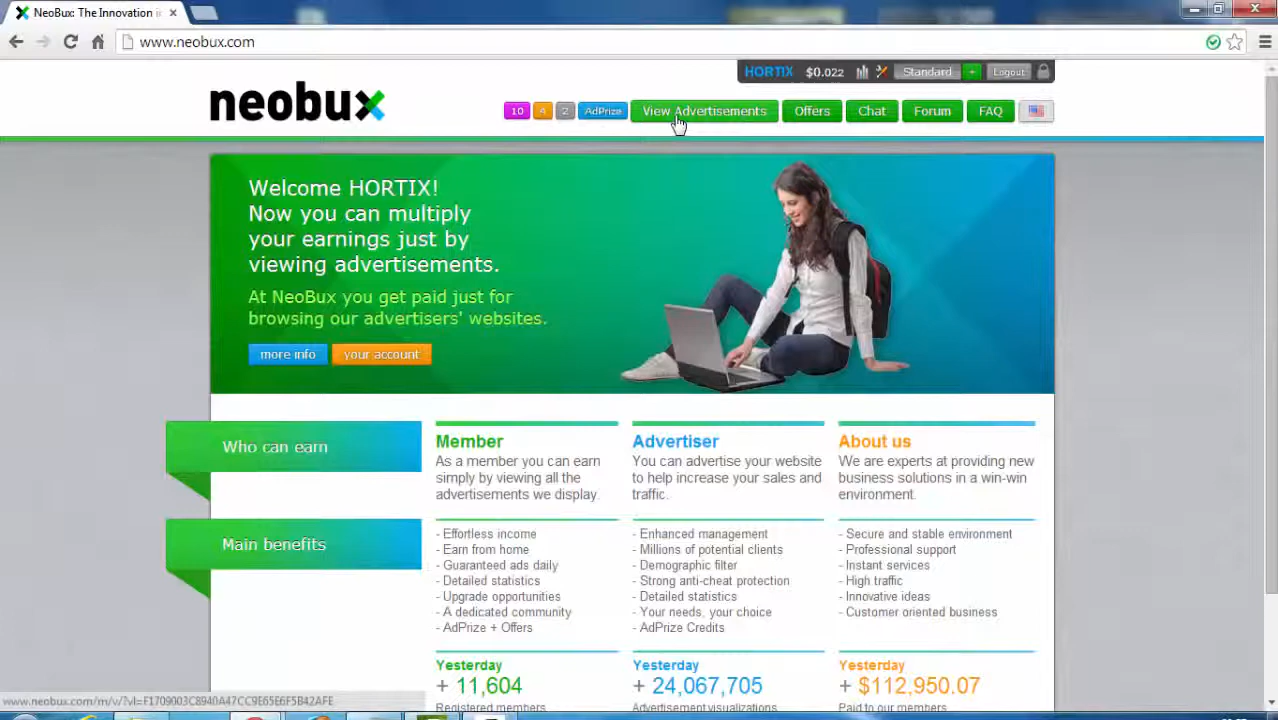 NeoBux: The Innovation i
www.neobux.com
HORTIX $0.022 Standard + Logout
neobux
10 4 2 AdPrize View Advertisements Offers Chat Forum FAQ
Welcome HORTIX!
Now you can multiply
your earnings just by
viewing advertisements.
At NeoBux you get paid just for
browsing our advertisers' websites.
more info your account
Who can earn
Member
As a member you can earn
simply by viewing all the
advertisements we display.
Advertiser
You can advertise your website
to help increase your sales and
traffic.
About us
We are experts at providing new
business solutions in a win-win
environment.
Main benefits
- Effortless income
- Earn from home
- Guaranteed ads daily
- Detailed statistics
- Upgrade opportunities
- A dedicated community
- AdPrize + Offers
- Enhanced management
- Millions of potential clients
- Demographic filter
- Strong anti-cheat protection
- Detailed statistics
- Your needs, your choice
- AdPrize Credits
- Secure and stable environment
- Professional support
- Instant services
- High traffic
- Innovative ideas
- Customer oriented business
Yesterday
+ 11,604
Registered members
Yesterday
+ 24,067,705
Advertisement visualizations
Yesterday
+ $112,950.07
Paid to our members